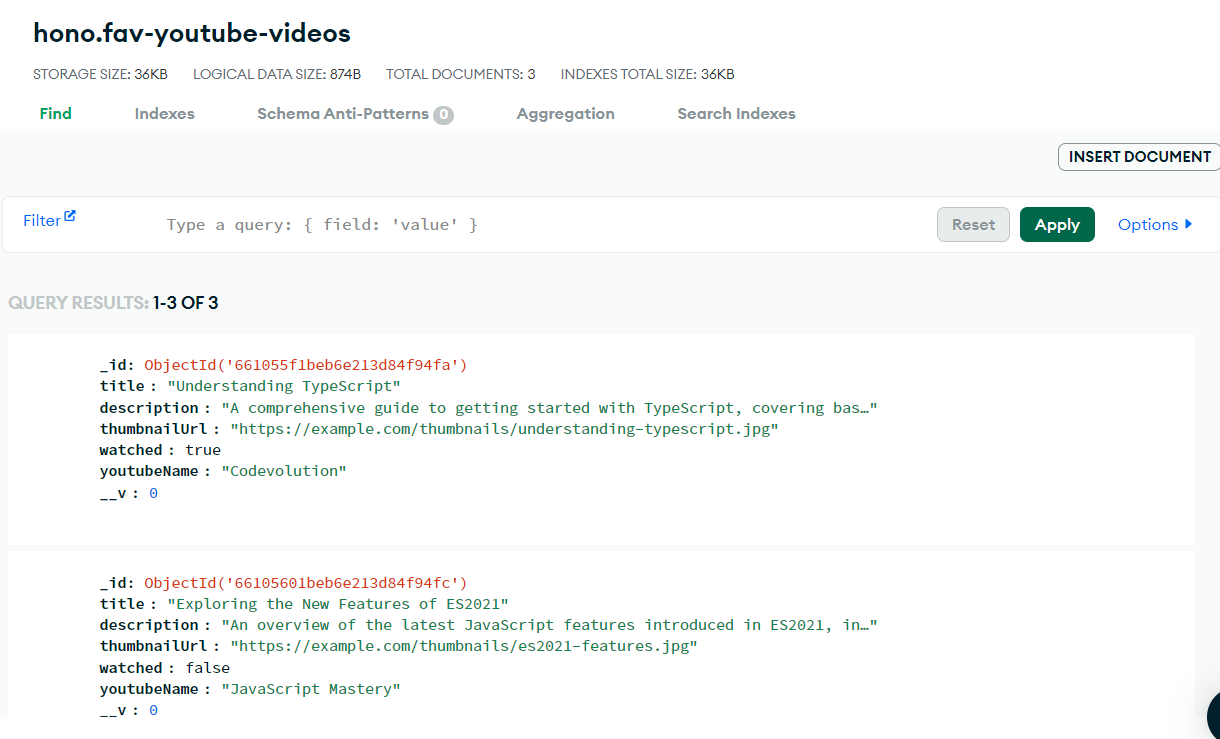 hono.fav-youtube-videos
STORAGE SIZE: 36KB LOGICAL DATA SIZE: 874B TOTAL DOCUMENTS: 3 INDEXES TOTAL SIZE: 36KB
Find Indexes Schema Anti-Patterns 0 Aggregation Search Indexes
INSERT DOCUMENT
Filter Type a query: { field: 'value' } Reset Apply Options
QUERY RESULTS: 1-3 OF 3
_id: ObjectId('661055f1beb6e213d84f94fa')
title : "Understanding TypeScript"
description : "A comprehensive guide to getting started with TypeScript, covering bas…"
thumbnailUrl : "https://example.com/thumbnails/understanding-typescript.jpg"
watched : true
youtubeName : "Codevolution"
__v : 0
_id: ObjectId('66105601beb6e213d84f94fc')
title : "Exploring the New Features of ES2021"
description : "An overview of the latest JavaScript features introduced in ES2021, in…"
thumbnailUrl : "https://example.com/thumbnails/es2021-features.jpg"
watched : false
youtubeName : "JavaScript Mastery"
__v : 0